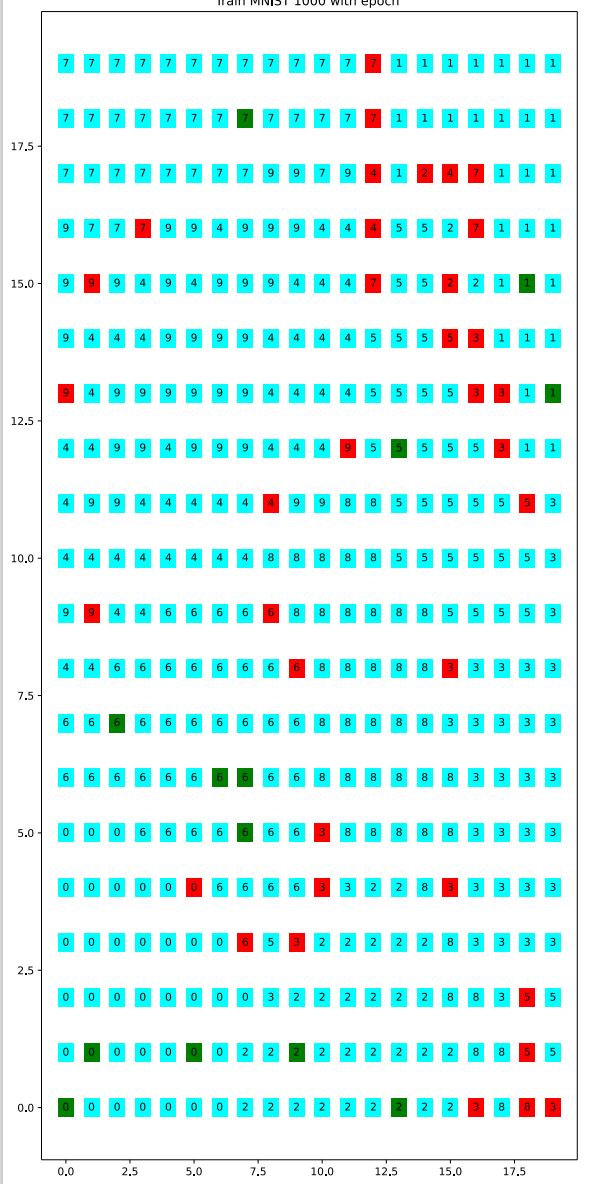 Train MNIST 1000 with epoch
7 7 7 7 7 7 7 7 7 7 7 7 7 1 1 1 1 1 1 1
7 7 7 7 7 7 7 7 7 7 7 7 7 1 1 1 1 1 1 1
17.5
7 7 7 7 7 7 7 7 9 9 7 9 4 1 2 4 7 1 1 1
9 7 7 7 9 9 4 9 9 9 4 4 4 5 5 2 7 1 1 1
15.0 9 9 9 4 9 4 9 9 9 4 4 4 7 5 5 2 2 1 1 1
9 4 4 4 9 9 9 9 4 4 4 4 5 5 5 5 3 1 1 1
9 4 9 9 9 9 9 9 4 4 4 4 5 5 5 5 3 3 1 1
12.5
4 4 9 9 4 9 9 9 4 4 4 9 5 5 5 5 5 3 1 1
4 9 9 4 4 4 4 4 4 9 9 8 8 5 5 5 5 5 5 3
10.0 4 4 4 4 4 4 4 4 8 8 8 8 8 5 5 5 5 5 5 3
9 9 4 4 6 6 6 6 6 8 8 8 8 8 8 5 5 5 5 3
4 4 6 6 6 6 6 6 6 6 8 8 8 8 8 3 3 3 3 3
7.5
6 6 6 6 6 6 6 6 6 6 8 8 8 8 8 3 3 3 3 3
6 6 6 6 6 6 6 6 6 6 8 8 8 8 8 8 3 3 3 3
5.0 0 0 0 6 6 6 6 6 6 6 3 8 8 8 8 8 3 3 3 3
0 0 0 0 0 0 6 6 6 6 3 3 2 2 8 3 3 3 3 3
0 0 0 0 0 0 0 6 5 3 2 2 2 2 2 8 3 3 3 3
2.5
0 0 0 0 0 0 0 0 3 2 2 2 2 2 2 8 8 3 5 5
0 0 0 0 0 0 0 2 2 2 2 2 2 2 2 2 8 8 5 5
0.0 0 0 0 0 0 0 0 2 2 2 2 2 2 2 2 2 3 8 8 3
0.0 2.5 5.0 7.5 10.0 12.5 15.0 17.5